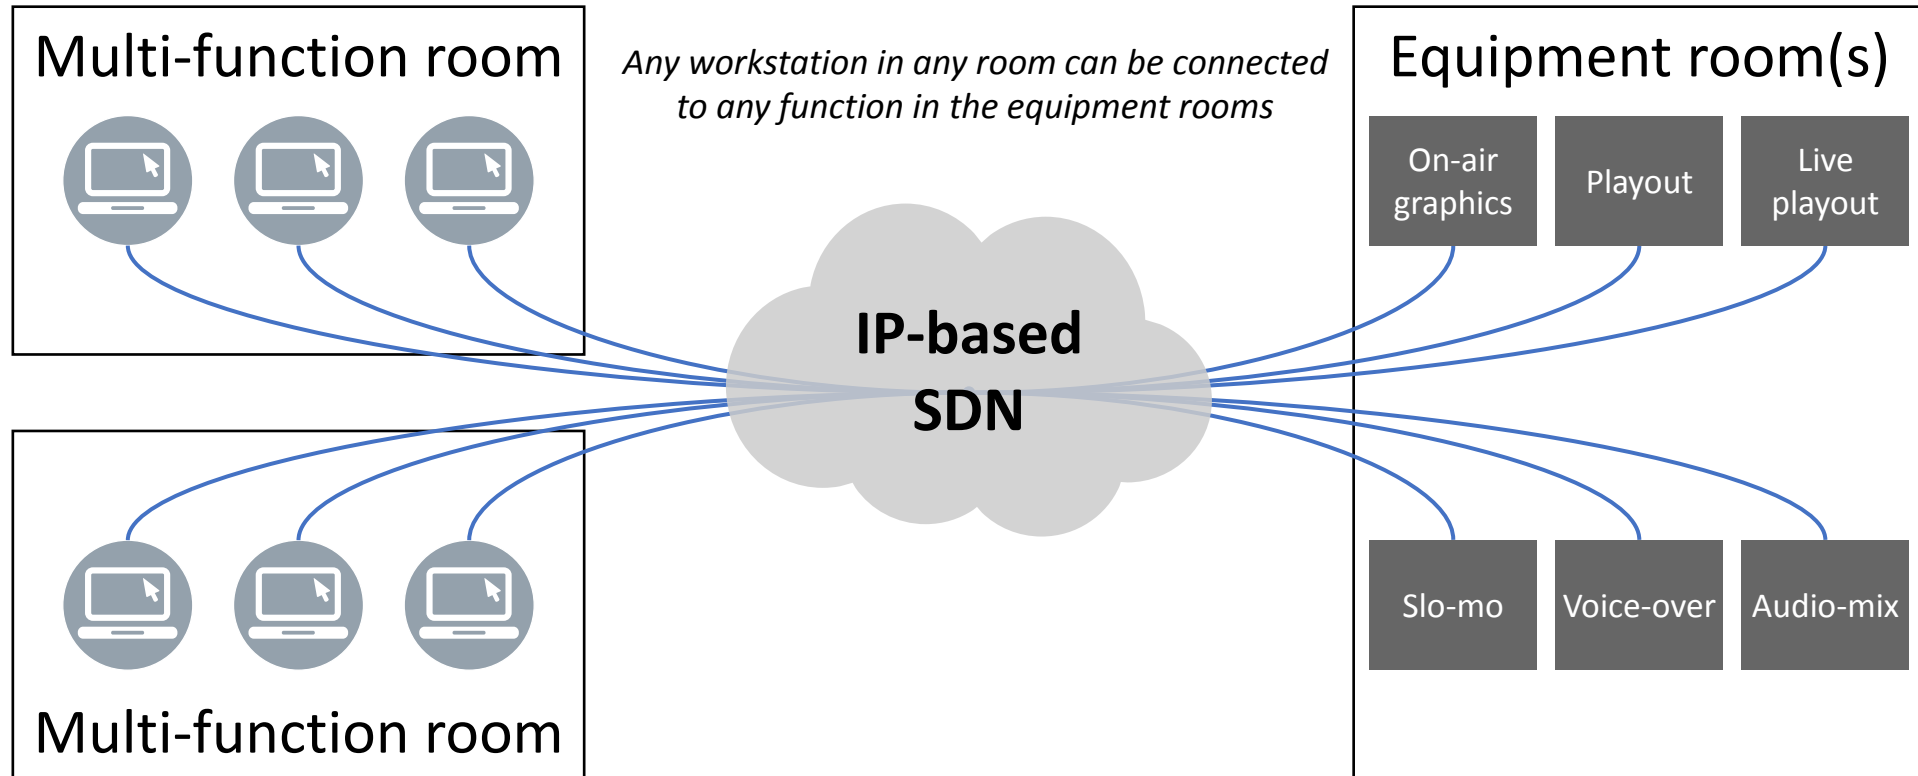 Multi-function room
Any workstation in any room can be connected
to any function in the equipment rooms
Equipment room(s)
On-air
graphics
Playout
Live
playout
IP-based
SDN
Slo-mo
Voice-over
Audio-mix
Multi-function room